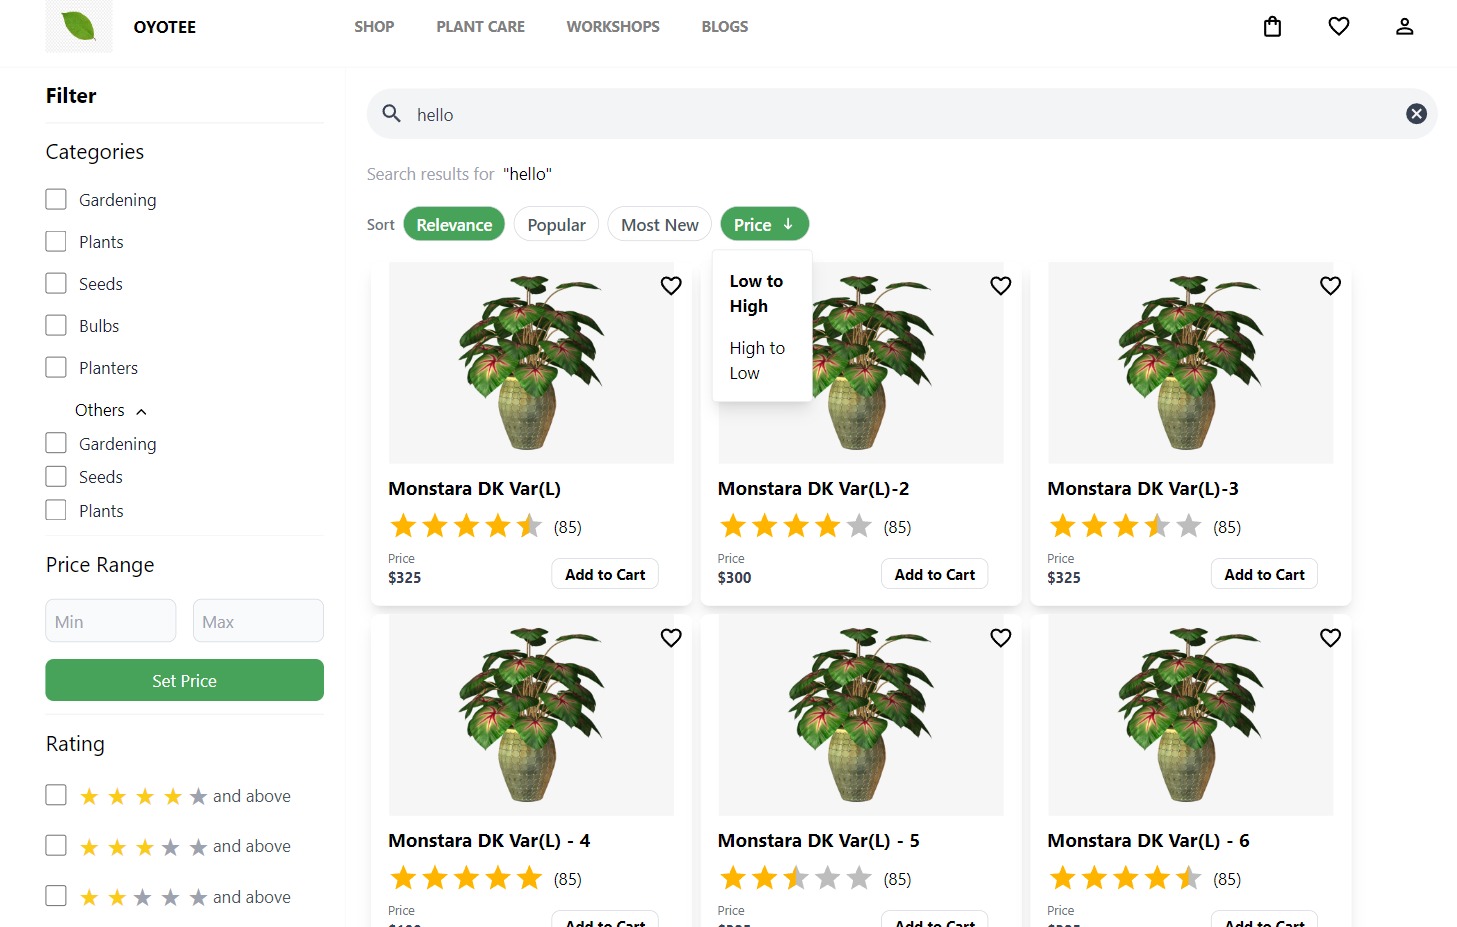 OYOTEE
SHOP PLANT CARE WORKSHOPS BLOGS
Filter
Categories
Gardening
Plants
Seeds
Bulbs
Planters
Others
Gardening
Seeds
Plants
Price Range
Min Max
Set Price
Rating
and above
and above
and above
hello
Search results for "hello"
Sort Relevance Popular Most New Price ↓
Low to
High
High to
Low
Monstara DK Var(L)
(85)
Price
$325 Add to Cart
Monstara DK Var(L)-2
(85)
Price
$300 Add to Cart
Monstara DK Var(L)-3
(85)
Price
$325 Add to Cart
Monstara DK Var(L) - 4
(85)
Price
Add to Cart
Monstara DK Var(L) - 5
(85)
Price
Add to Cart
Monstara DK Var(L) - 6
(85)
Price
Add to Cart